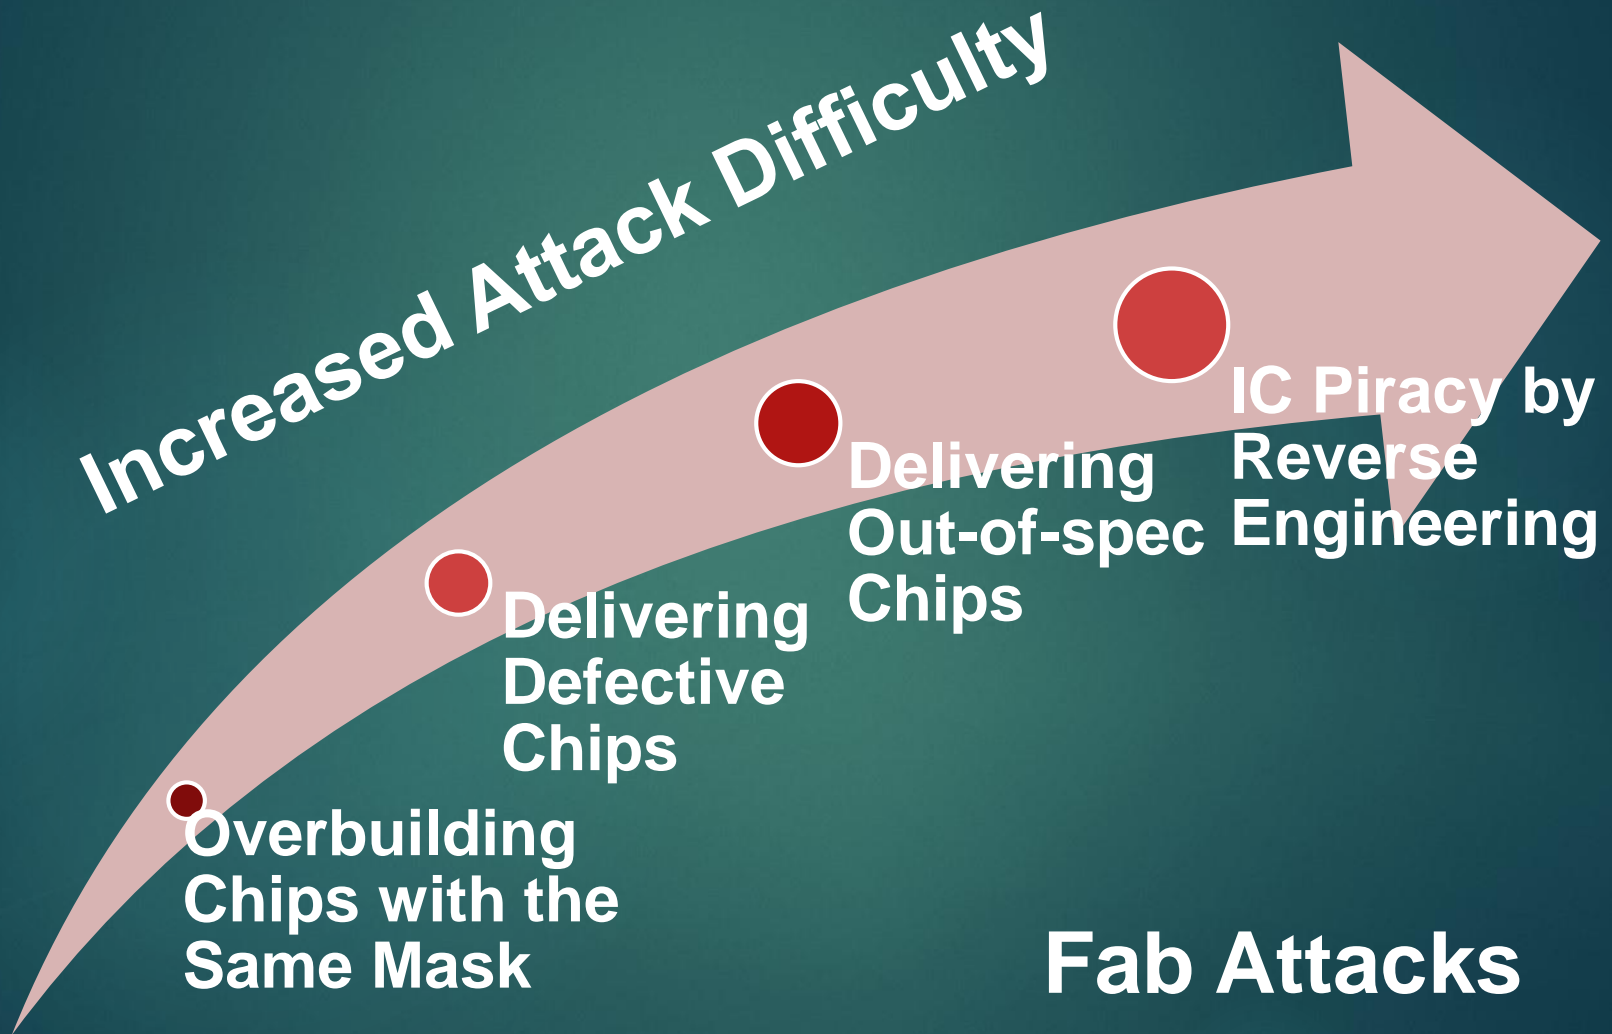 Increased Attack Difficulty
IC Piracy by
Reverse
Engineering
Delivering
Out-of-spec
Chips
Delivering
Defective
Chips
Overbuilding
Chips with the
Same Mask
Fab Attacks